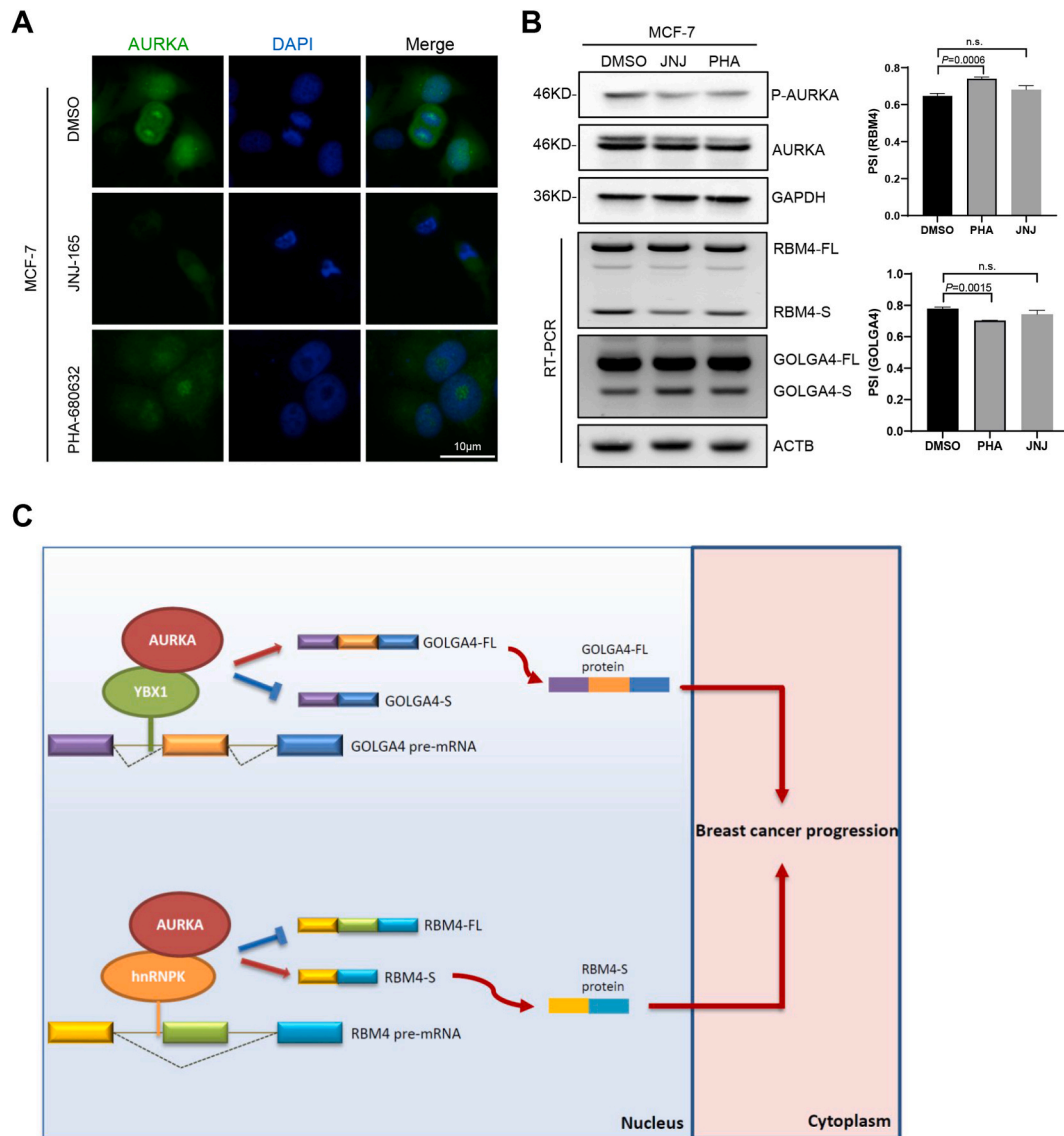 A
AURKA DAPI Merge
MCF-7
DMSO
JNJ-165
PHA-680632
10μm
B
MCF-7
DMSO JNJ PHA
46KD- P-AURKA
46KD- AURKA
36KD- GAPDH
RT-PCR
RBM4-FL
RBM4-S
GOLGA4-FL
GOLGA4-S
ACTB
n.s.
P=0.0006
PSI (RBM4)
0.8
0.6
0.4
0.2
0.0
DMSO PHA JNJ
n.s.
P=0.0015
PSI (GOLGA4)
1.0
0.8
0.6
0.4
0.2
0.0
DMSO PHA JNJ
C
AURKA
YBX1
GOLGA4-FL
GOLGA4-S
GOLGA4 pre-mRNA
GOLGA4-FL
protein
Breast cancer progression
AURKA
hnRNPK
RBM4-FL
RBM4-S
RBM4 pre-mRNA
RBM4-S
protein
Nucleus
Cytoplasm